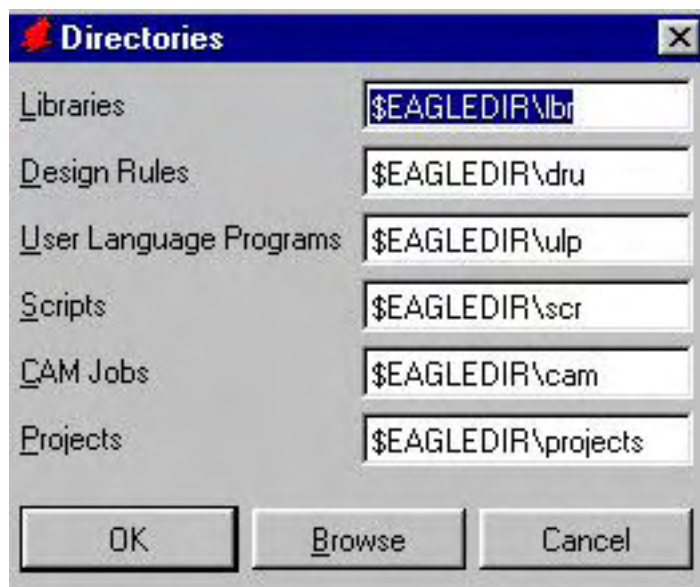 Directories
Libraries $EAGLEDIR\lbr
Design Rules $EAGLEDIR\dru
User Language Programs $EAGLEDIR\ulp
Scripts $EAGLEDIR\scr
CAM Jobs $EAGLEDIR\cam
Projects $EAGLEDIR\projects
OK Browse Cancel